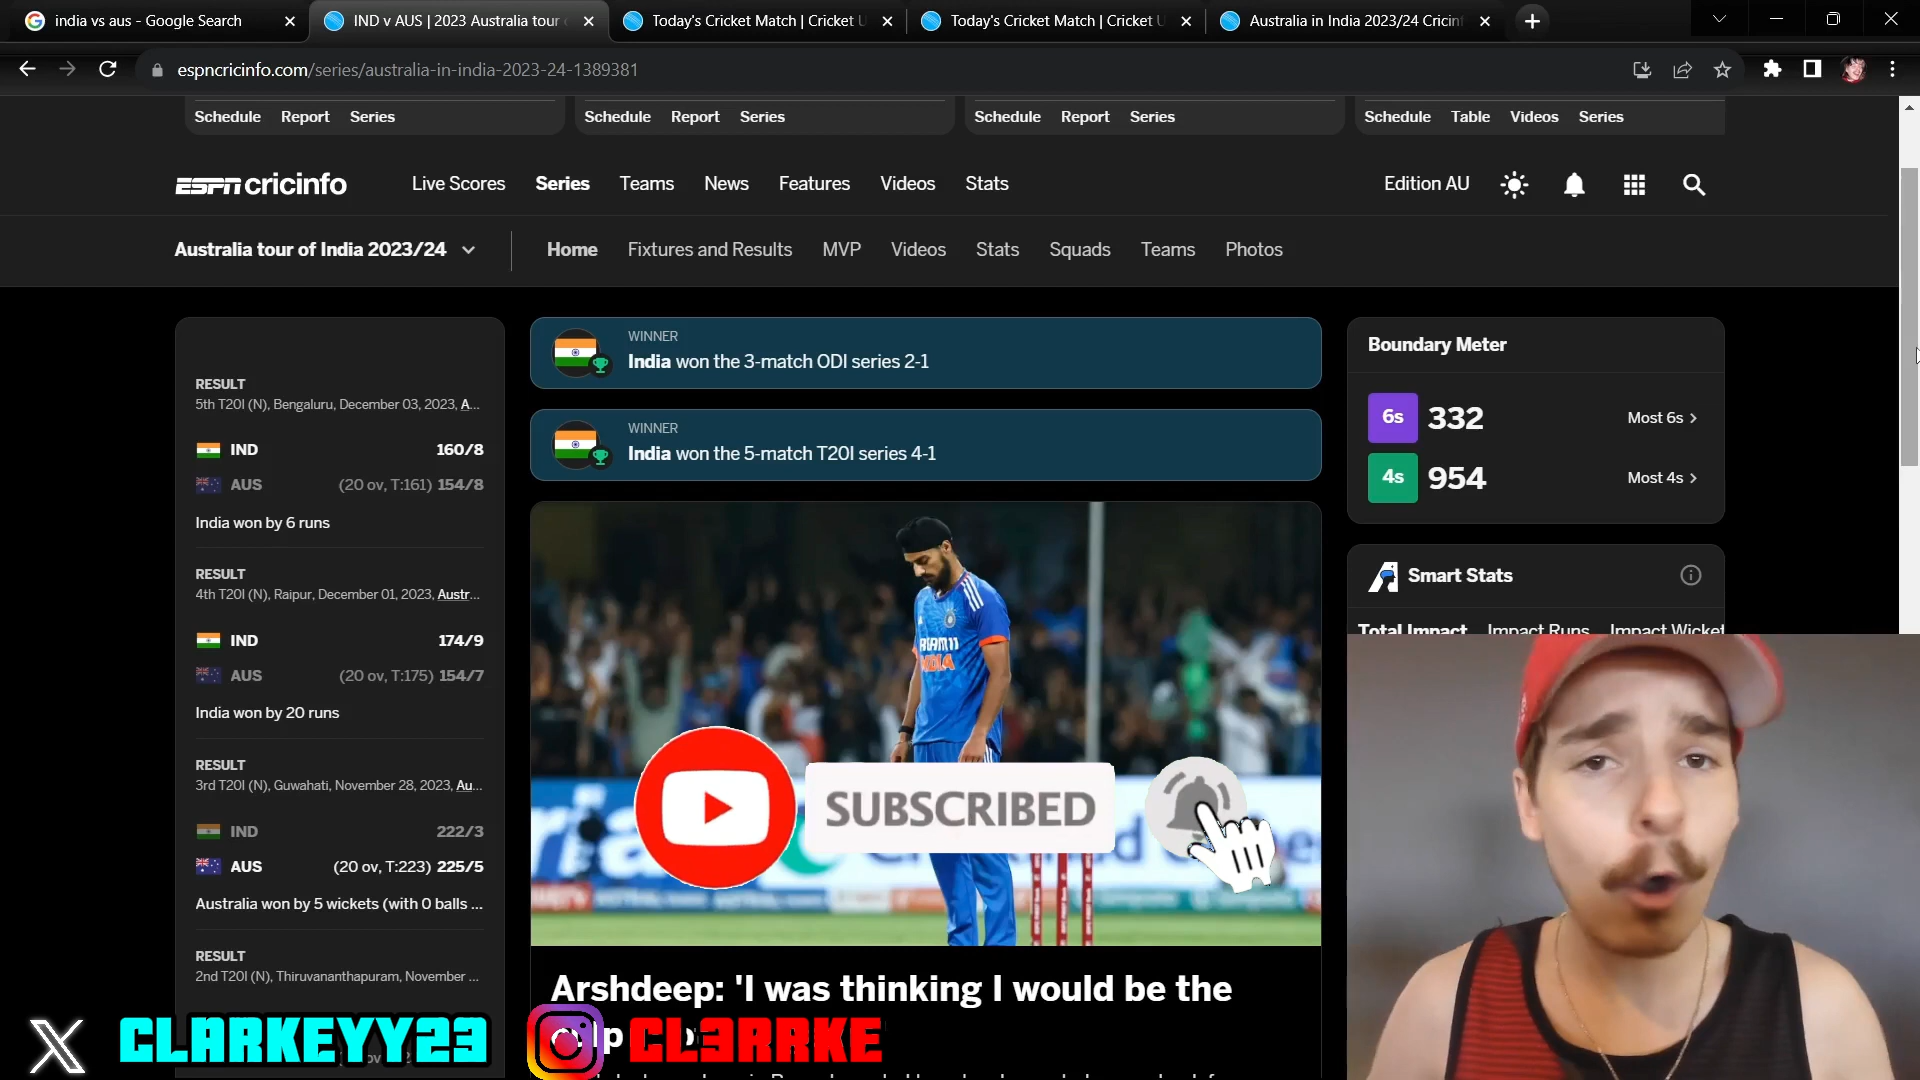 india vs aus - Google Search
IND v AUS | 2023 Australia tour
Today's Cricket Match | Cricket U
Today's Cricket Match | Cricket U
Australia in India 2023/24 Cricinf
espncricinfo.com/series/australia-in-india-2023-24-1389381
Schedule Report Series
Schedule Report Series
Schedule Report Series
Schedule Table Videos Series
ESPN cricinfo
Live Scores Series Teams News Features Videos Stats
Edition AU
Australia tour of India 2023/24
Home Fixtures and Results MVP Videos Stats Squads Teams Photos
RESULT
5th T20I (N), Bengaluru, December 03, 2023, A...
IND 160/8
AUS (20 ov, T:161) 154/8
India won by 6 runs
RESULT
4th T20I (N), Raipur, December 01, 2023, Austr...
IND 174/9
AUS (20 ov, T:175) 154/7
India won by 20 runs
RESULT
3rd T20I (N), Guwahati, November 28, 2023, Au...
IND 222/3
AUS (20 ov, T:223) 225/5
Australia won by 5 wickets (with 0 balls ...
RESULT
2nd T20I (N), Thiruvananthapuram, November ...
WINNER
India won the 3-match ODI series 2-1
WINNER
India won the 5-match T20I series 4-1
INDIA
SUBSCRIBED
Arshdeep: 'I was thinking I would be the
Boundary Meter
6s 332 Most 6s
4s 954 Most 4s
Smart Stats
Total Impact Impact Runs Impact Wicket
CLARKEYY23
CL3RRKE